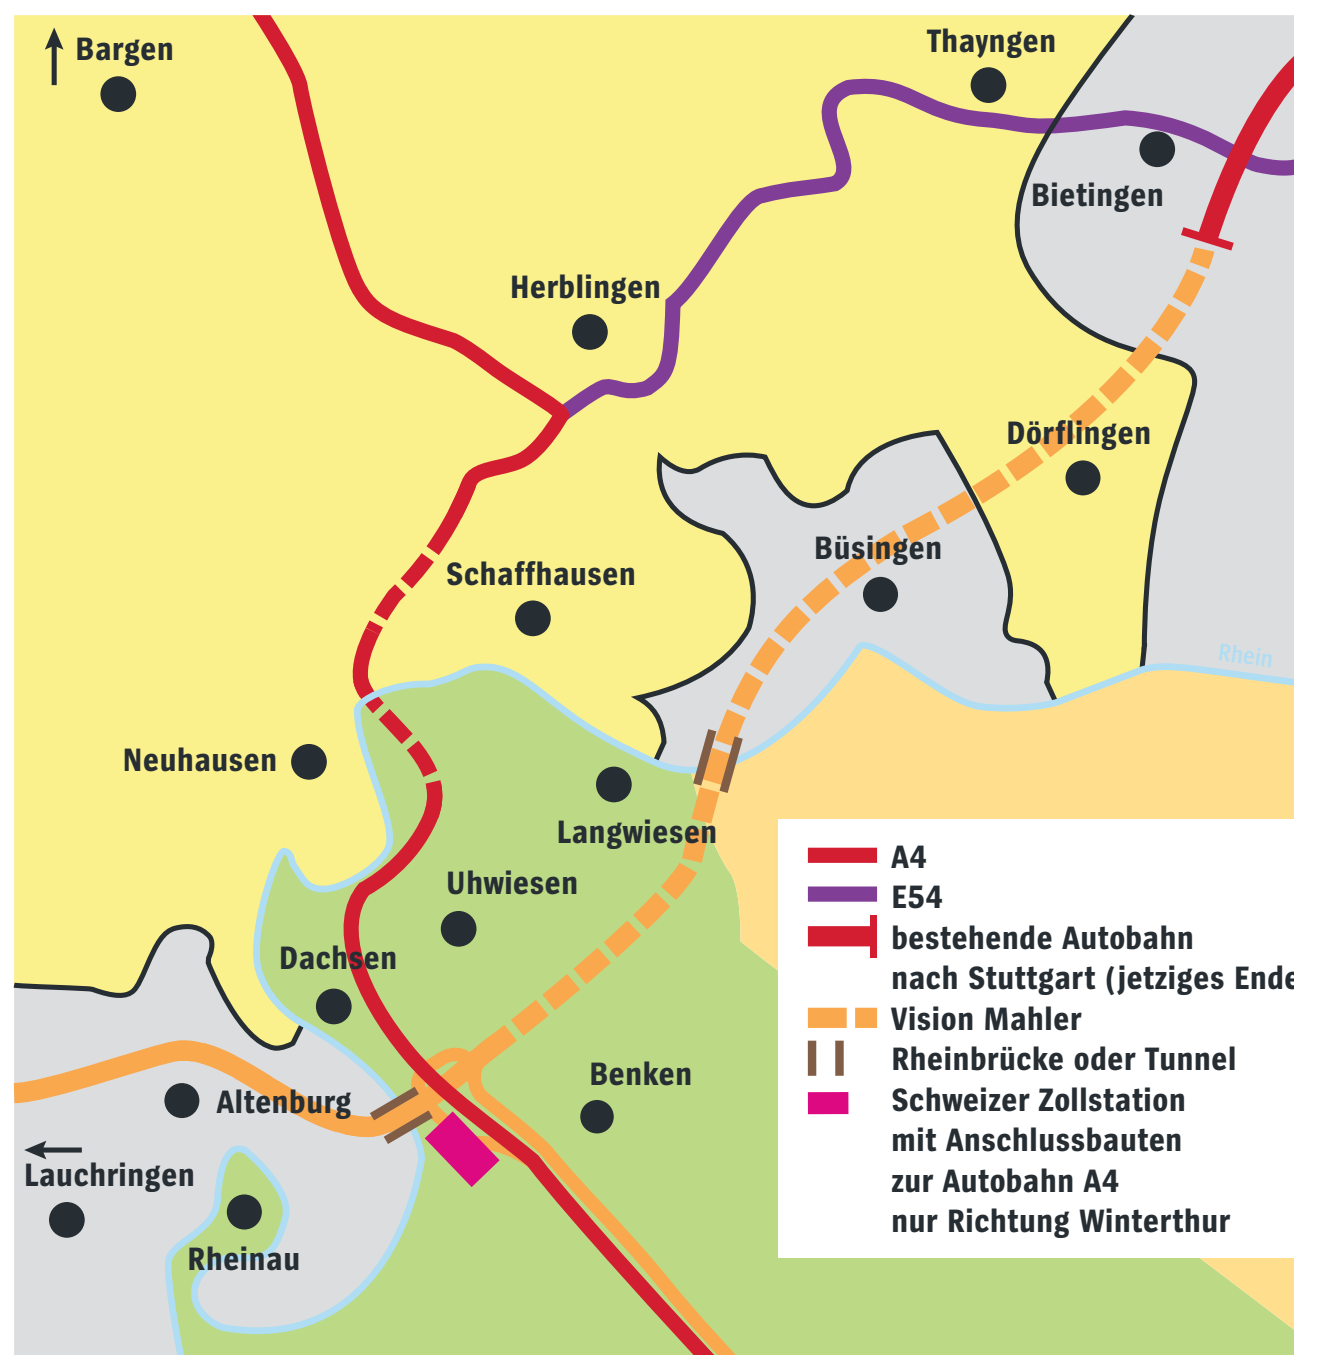 Bargen
Thayngen
Bietingen
Herblingen
Dörflingen
Büsingen
Schaffhausen
Rhein
Neuhausen
Langwiesen
Uhwiesen
Dachsen
Benken
Altenburg
Lauchringen
Rheinau
A4
E54
bestehende Autobahn
nach Stuttgart (jetziges Ende
Vision Mahler
Rheinbrücke oder Tunnel
Schweizer Zollstation
mit Anschlussbauten
zur Autobahn A4
nur Richtung Winterthur